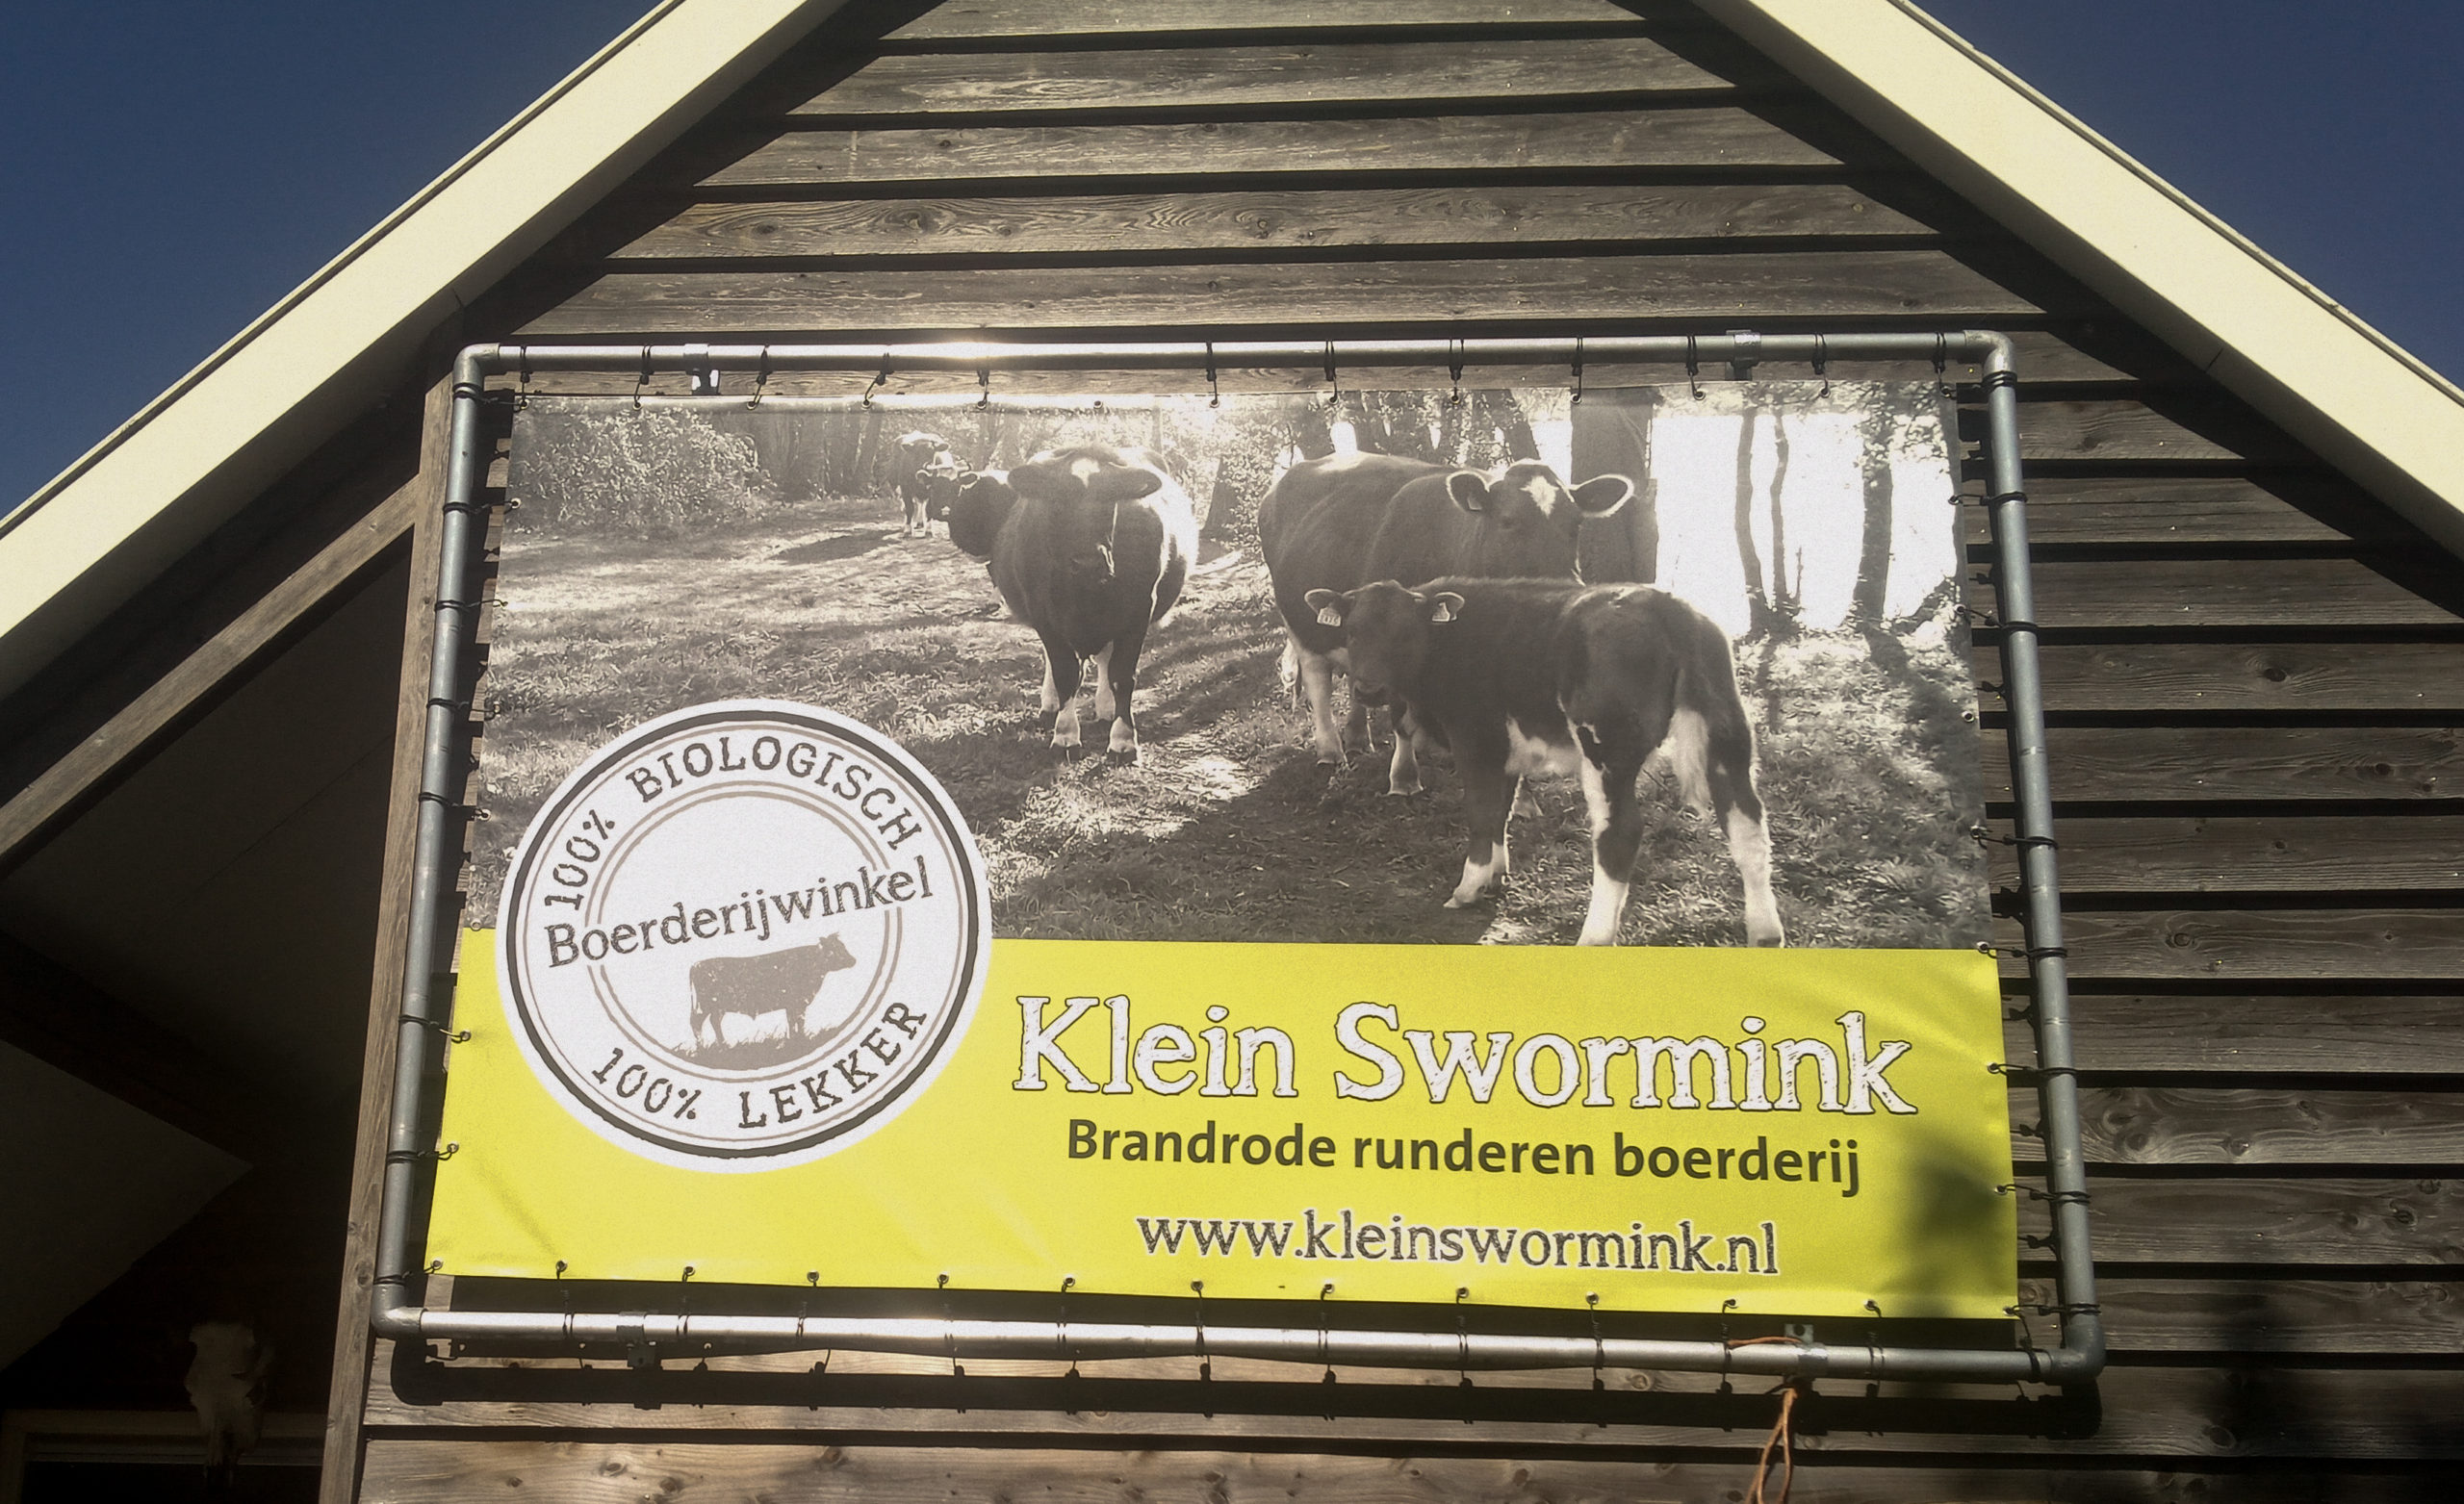 100% BIOLOGISCH
Boerderijwinkel
100% LEKKER
Klein Swormink
Brandrode runderen boerderij
www.kleinswormink.nl